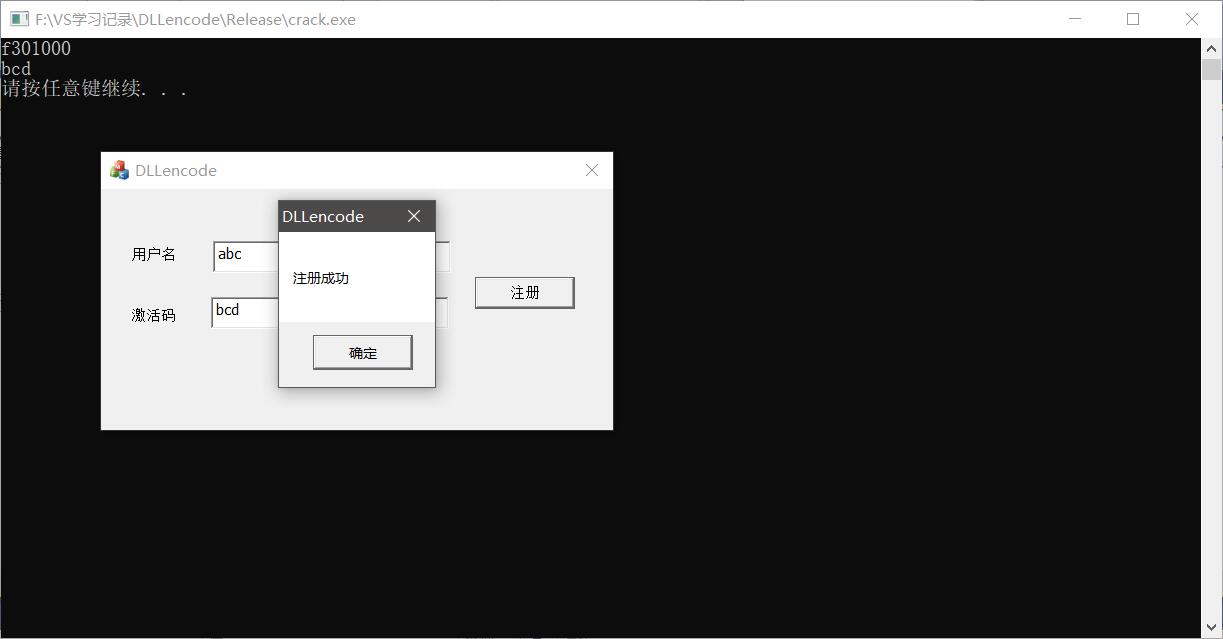 F:\VS学习记录\DLLencode\Release\crack.exe
f301000
bcd
请按任意键继续. . .
DLLencode
DLLencode
用户名
abc
注册成功
注册
激活码
bcd
确定